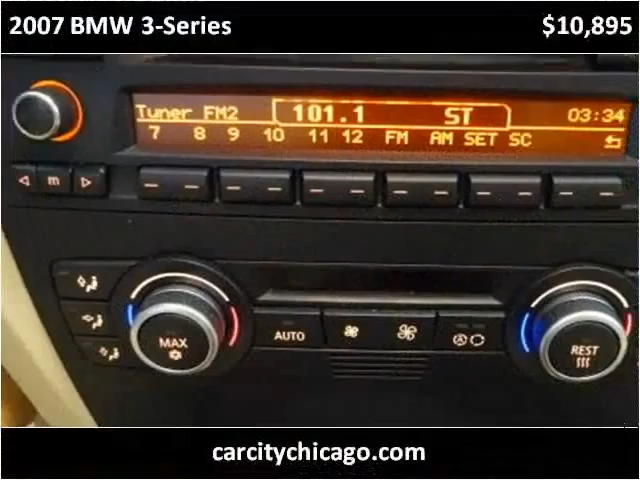 2007 BMW 3-Series $10,895
Tuner FM2 101.1 ST 03:34
7 8 9 10 11 12 FM AM SET SC
m
AUTO
MAX
A
REST
carcitychicago.com